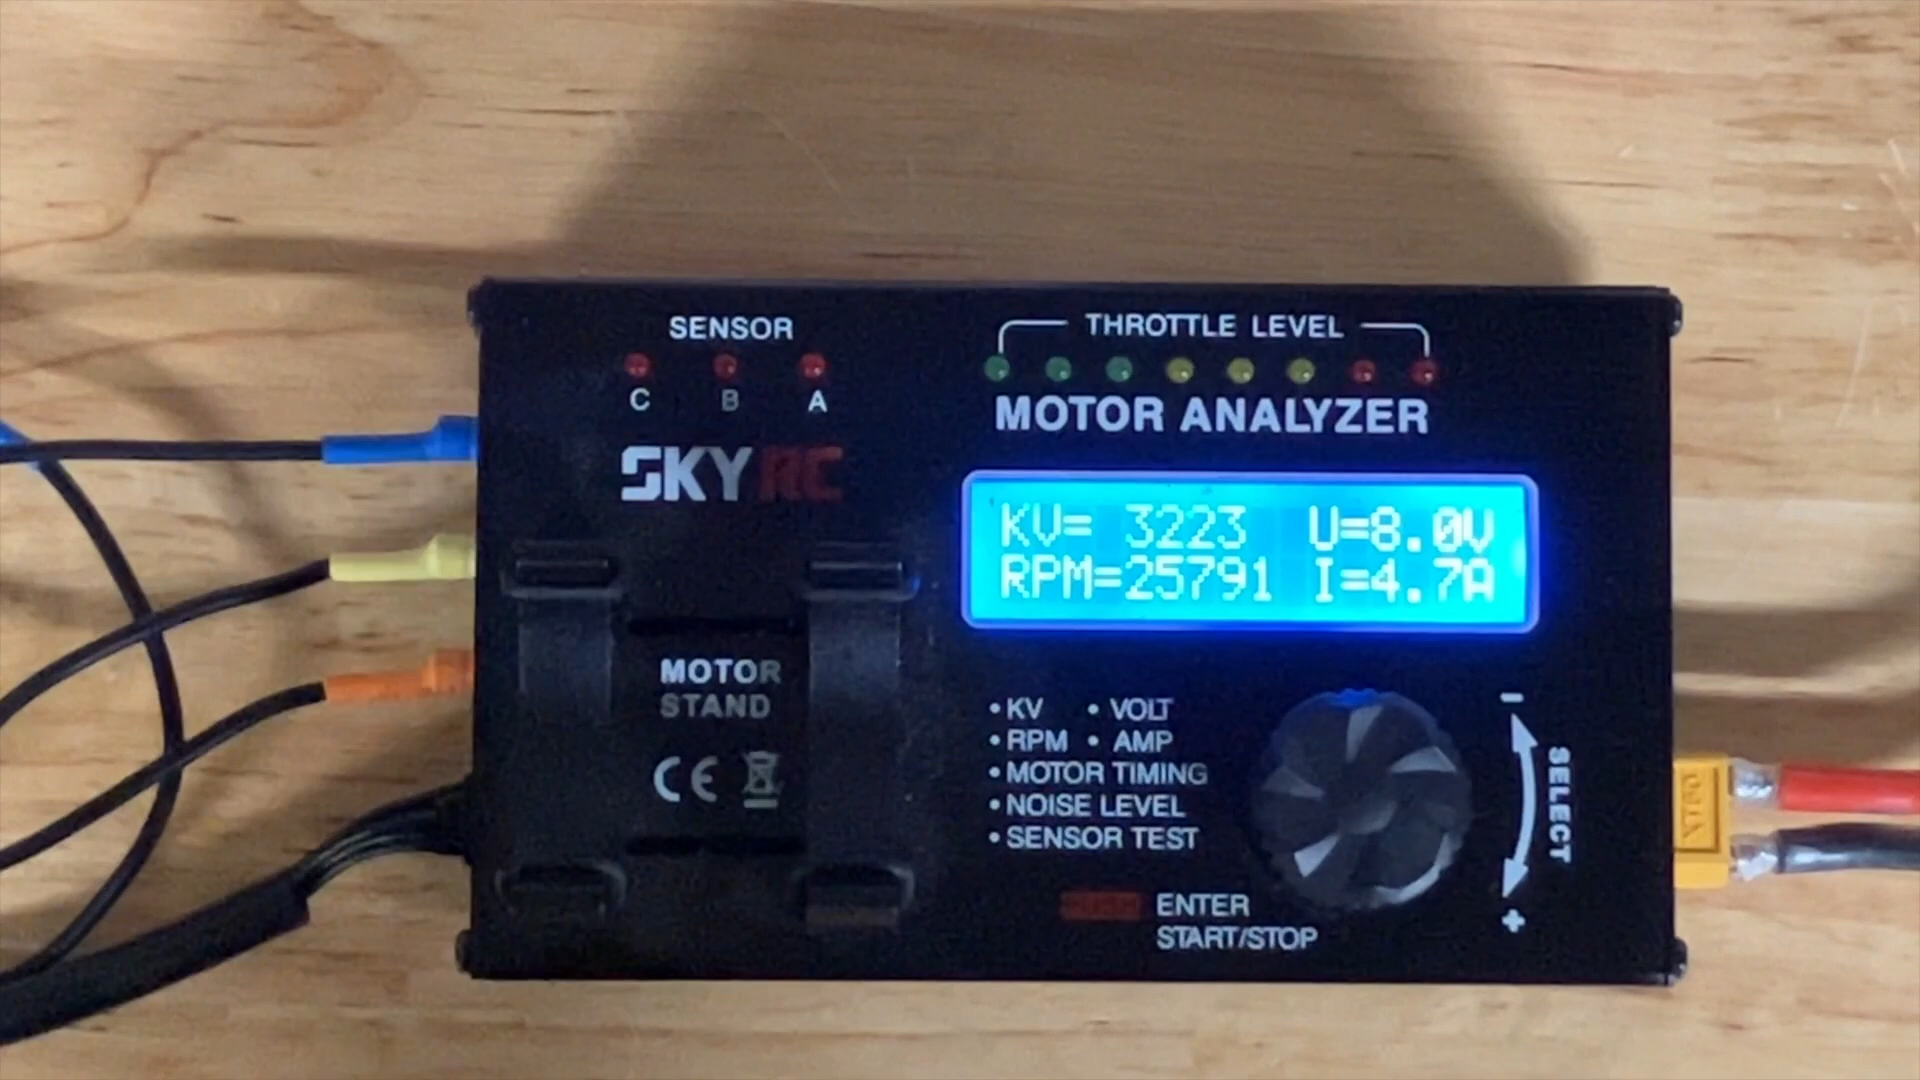 SENSOR
C B A
SKYRC
THROTTLE LEVEL
MOTOR ANALYZER
KV= 3223 U=8.0V
RPM=25791 I=4.7A
MOTOR
STAND
CE
• KV • VOLT
• RPM • AMP
• MOTOR TIMING
• NOISE LEVEL
• SENSOR TEST
PUSH ENTER
START/STOP
−
SELECT
+